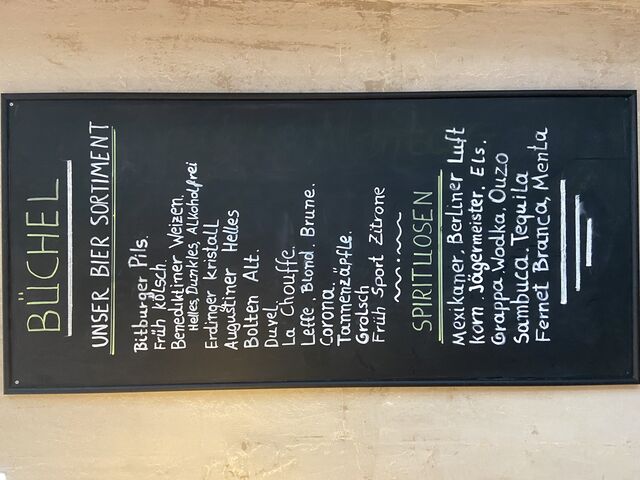 BÜCHEL
UNSER BIER SORTIMENT
Bitburger Pils.
Früh Kölsch.
Benediktiner Weizen.
Helles, Dunkles, Alkoholfrei
Erdinger Kristall
Augustiner Helles
Bolten Alt.
Duvel.
La Chouffe.
Leffe, Blond, Brune.
Corona.
Tannenzäpfle.
Grolsch
Früh Sport Zitrone
SPIRITUOSEN
Mexikaner, Berliner Luft
Korn, Jägermeister, Els.
Grappa, Wodka, Ouzo
Sambuca, Tequila
Fernet Branca, Menta